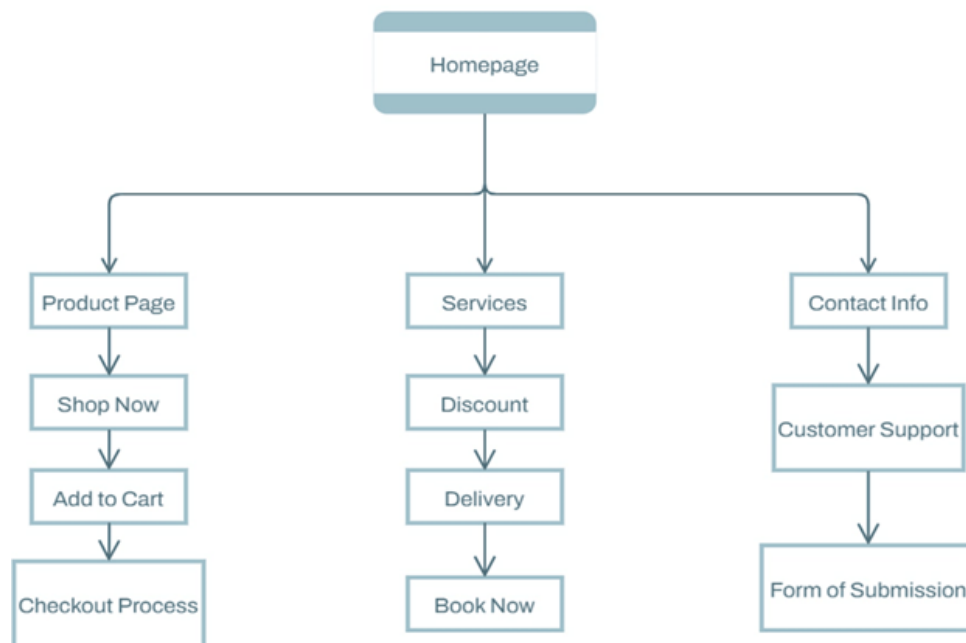 Homepage
Product Page
Services
Contact Info
Shop Now
Discount
Customer Support
Add to Cart
Delivery
Checkout Process
Book Now
Form of Submission